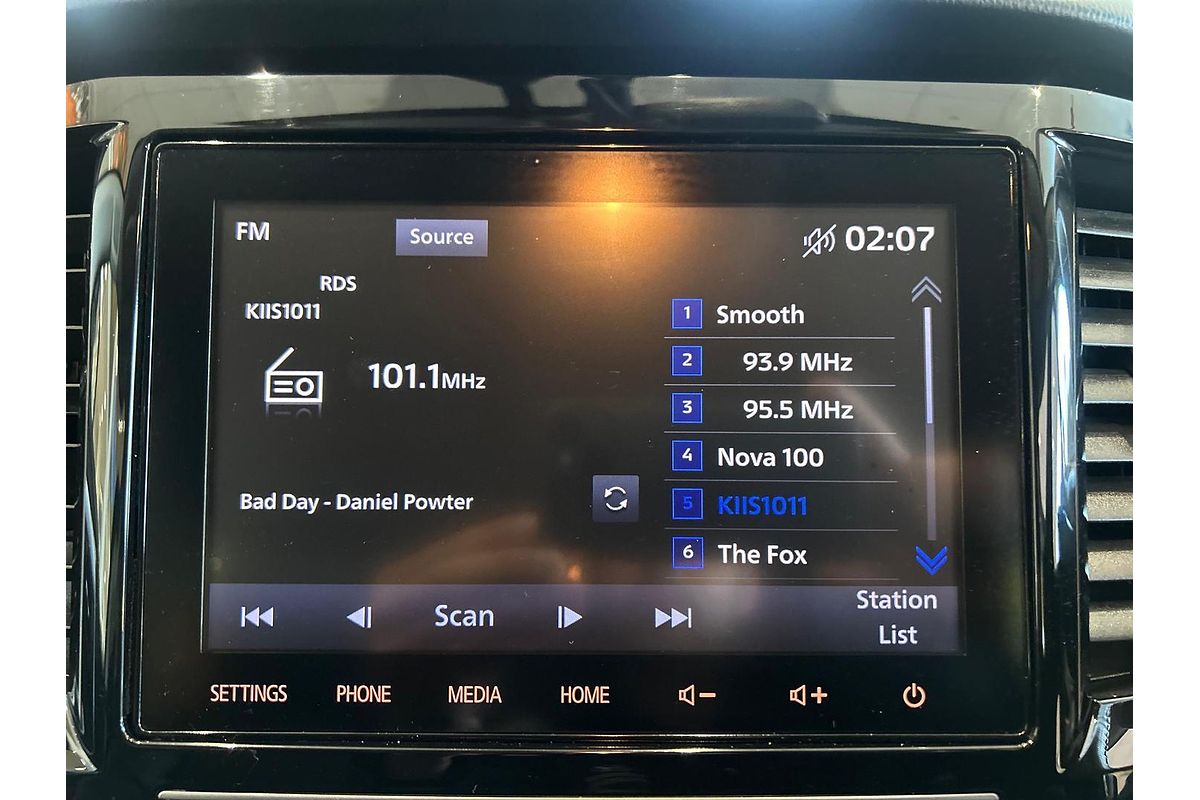 FM
Source
02:07
RDS
KIIS1011
101.1MHz
Bad Day - Daniel Powter
1 Smooth
2 93.9 MHz
3 95.5 MHz
4 Nova 100
5 KIIS1011
6 The Fox
Scan
Station
List
SETTINGS PHONE MEDIA HOME - +